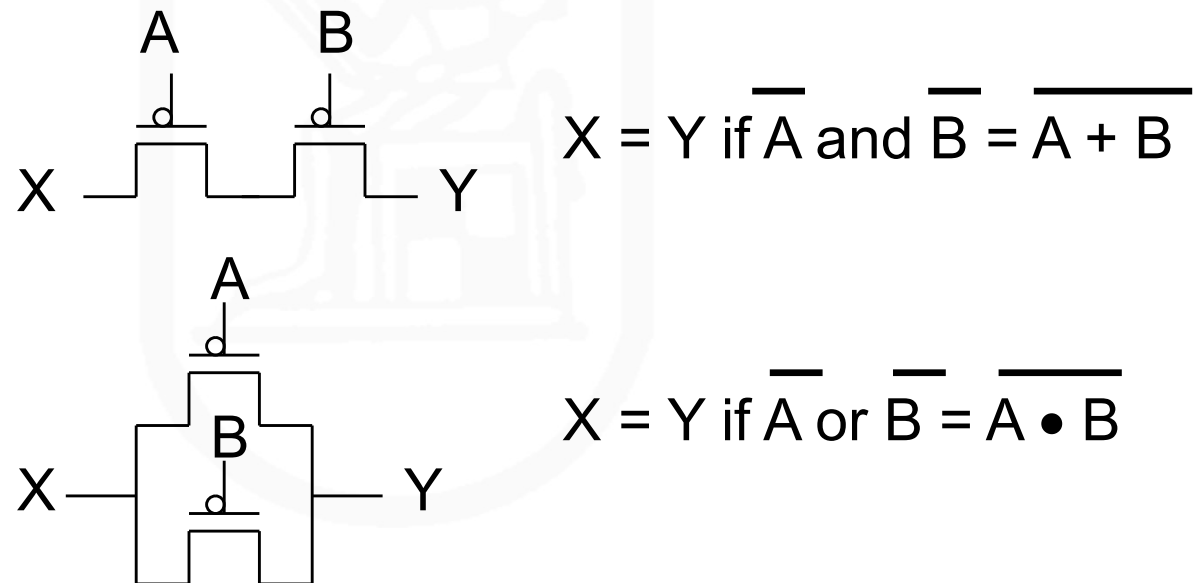 A B
X Y
X = Y if A̅ and B̅ = A̅ ̅+̅ ̅B̅
A
B
X Y
X = Y if A̅ or B̅ = A̅ ̅•̅ ̅B̅